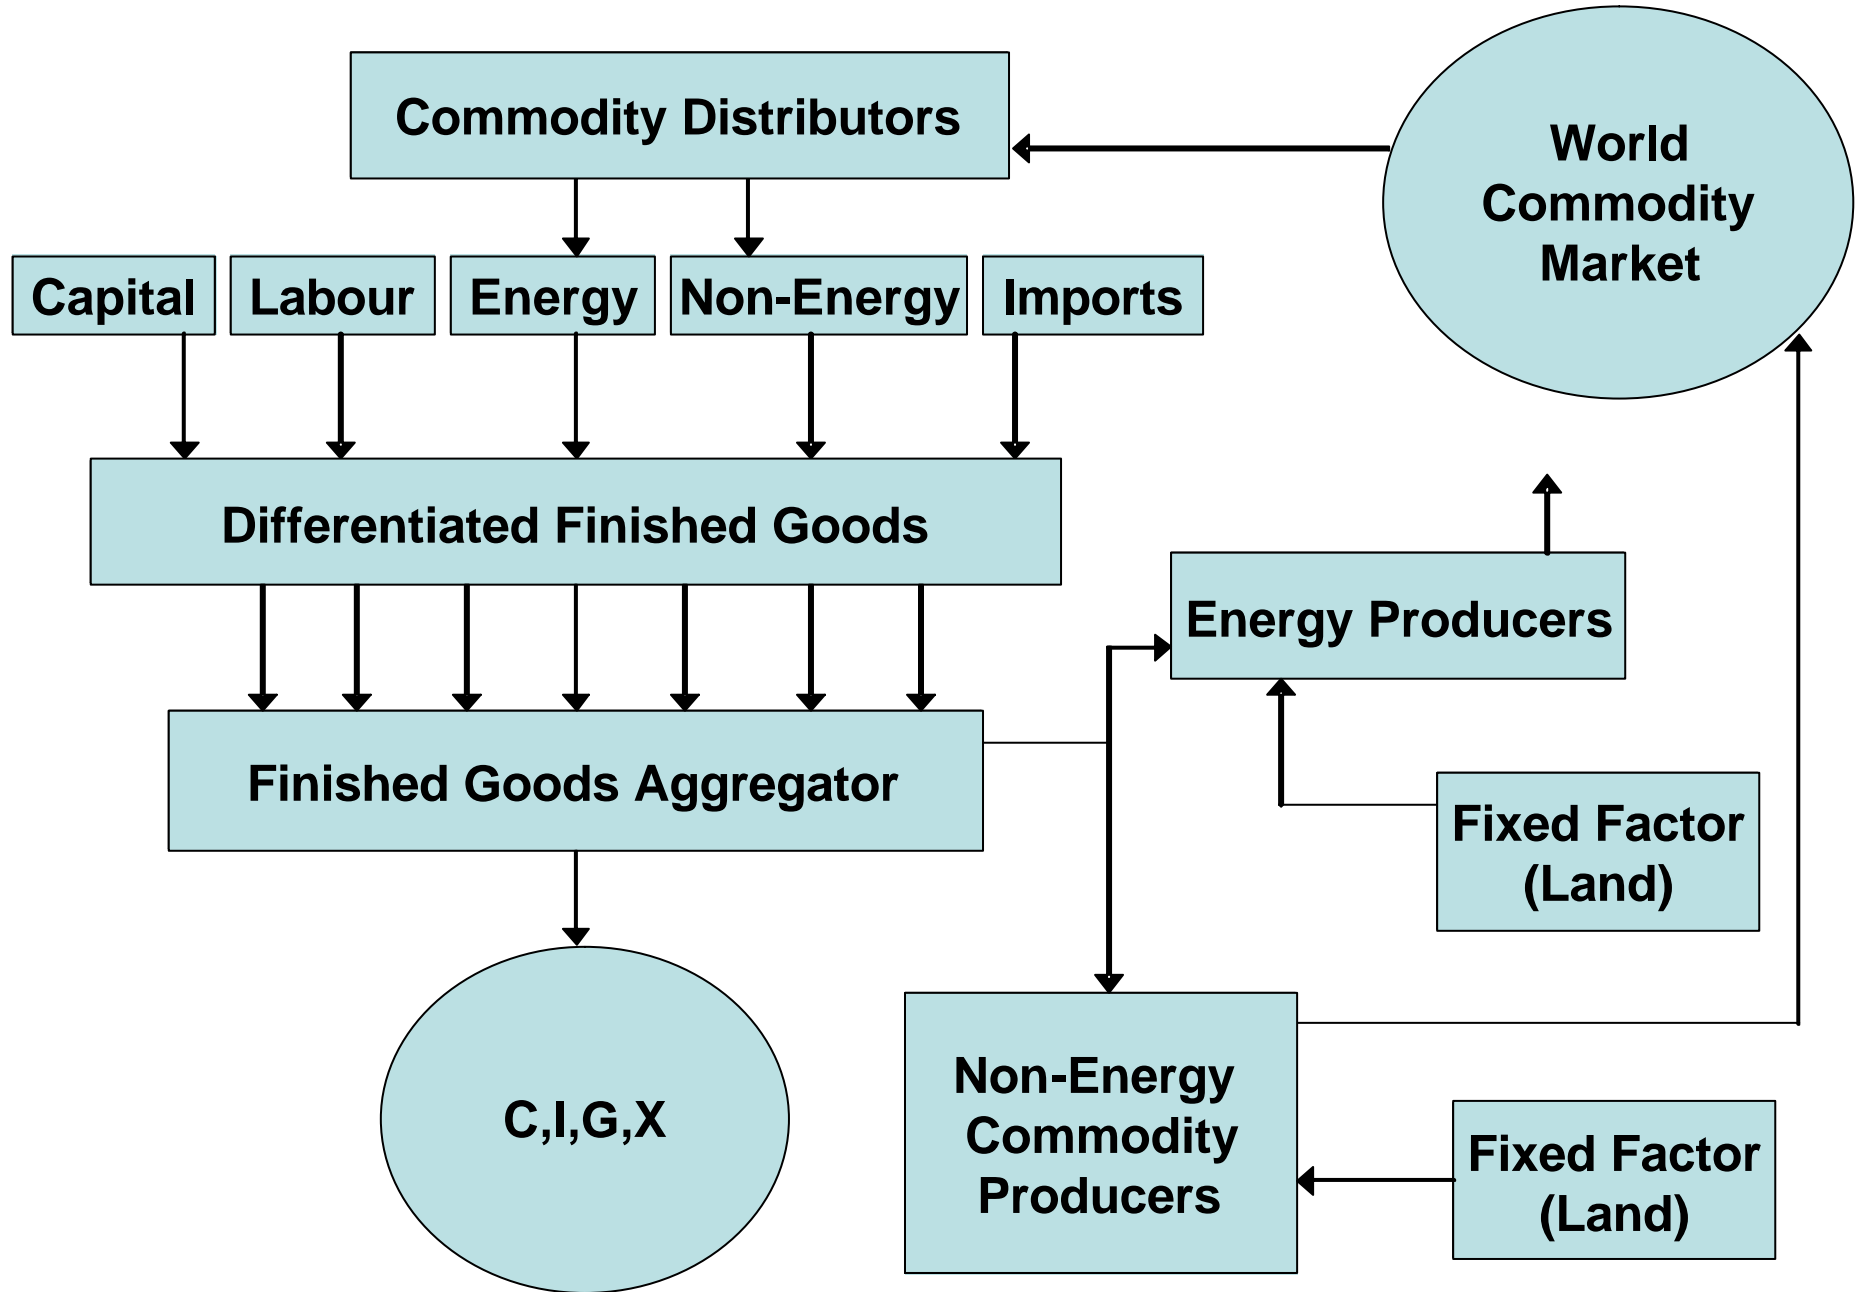 Commodity Distributors
World
Commodity
Market
Capital
Labour
Energy
Non-Energy
Imports
Differentiated Finished Goods
Energy Producers
Finished Goods Aggregator
Fixed Factor
(Land)
C,I,G,X
Non-Energy
Commodity
Producers
Fixed Factor
(Land)